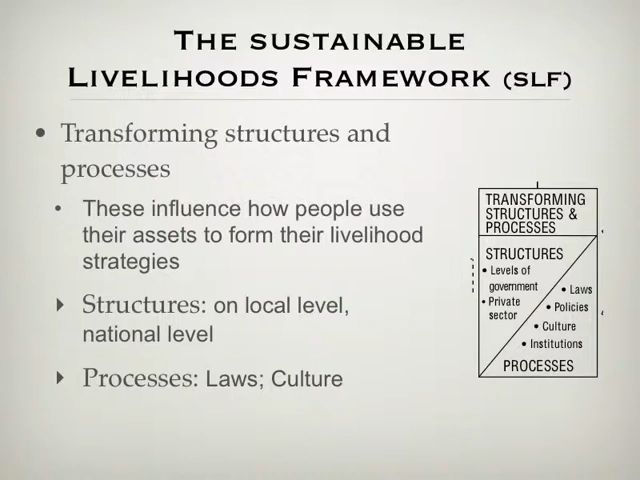 THE SUSTAINABLE
LIVELIHOODS FRAMEWORK (SLF)
• Transforming structures and
processes
• These influence how people use
their assets to form their livelihood
strategies
Structures: on local level,
national level
Processes: Laws; Culture
TRANSFORMING
STRUCTURES &
PROCESSES
STRUCTURES
• Levels of
government
• Private
sector
• Laws
• Policies
• Culture
• Institutions
PROCESSES